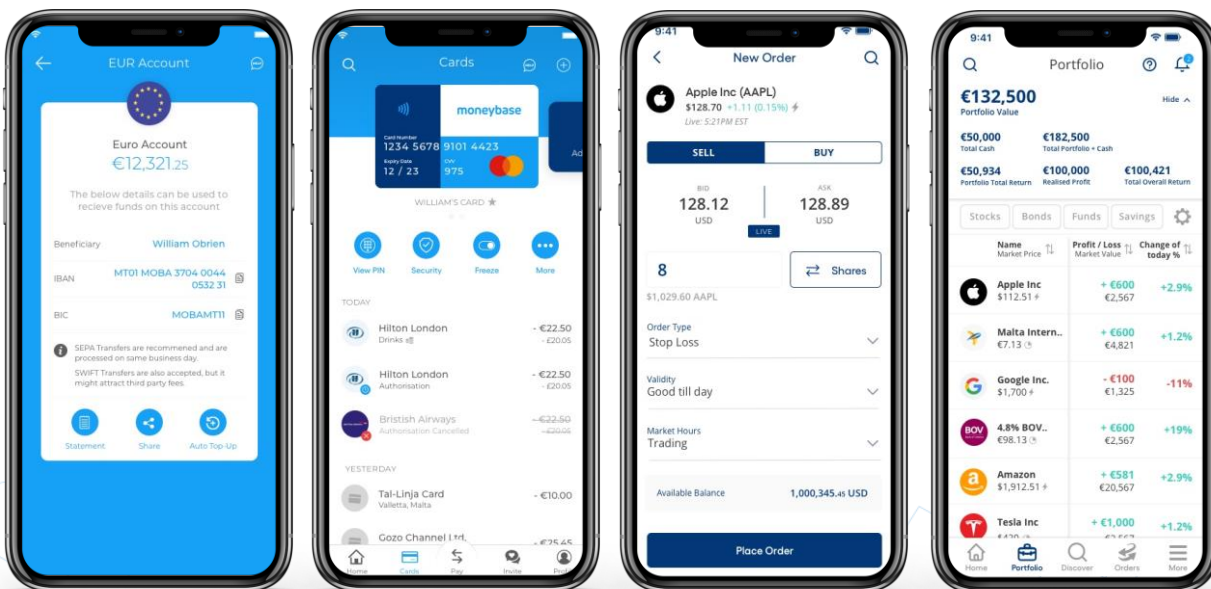 EUR Account
Euro Account
€12,321.25
The below details can be used to
recieve funds on this account
Beneficiary William Obrien
IBAN MT01 MOBA 3704 0044
0532 31
BIC MOBAMT11
SEPA Transfers are recommened and are
processed on same business day.
SWIFT Transfers are also accepted, but it
might attract third party fees.
Statement Share Auto Top-Up
Cards
moneybase
Card Number
1234 5678 9101 4423
Expiry Date CVV
12 / 23 975
Ad
WILLIAM'S CARD
View PIN Security Freeze More
TODAY
Hilton London - €22.50
Drinks - £20.05
Hilton London - €22.50
Authorisation - £20.05
Bristish Airways - €22.50
Authorisation Cancelled - £20.05
YESTERDAY
Tal-Linja Card - €10.00
Valletta, Malta
Gozo Channel Ltd. - €25.45
Home Cards Pay Invite Profile
9:41
New Order
Apple Inc (AAPL)
$128.70 +1.11 (0.15%)
Live: 5:21PM EST
SELL BUY
BID ASK
128.12 128.89
USD USD
LIVE
8 Shares
$1,029.60 AAPL
Order Type
Stop Loss
Validity
Good till day
Market Hours
Trading
Available Balance 1,000,345.45 USD
Place Order
9:41
Portfolio
2
€132,500 Hide
Portfolio Value
€50,000 €182,500
Total Cash Total Portfolio + Cash
€50,934 €100,000 €100,421
Portfolio Total Return Realised Profit Total Overall Return
Stocks Bonds Funds Savings
Name Profit / Loss Change of
Market Price Market Value today %
Apple Inc + €600 +2.9%
$112.51 €2,567
Malta Intern.. + €600 +1.2%
€7.13 €4,821
Google Inc. - €100 -11%
$1,700 €1,325
BOV 4.8% BOV.. + €600 +19%
€98.13 €2,567
Amazon + €581 +2.9%
$1,912.51 €20,567
Tesla Inc + €1,000 +1.2%
Home Portfolio Discover Orders More